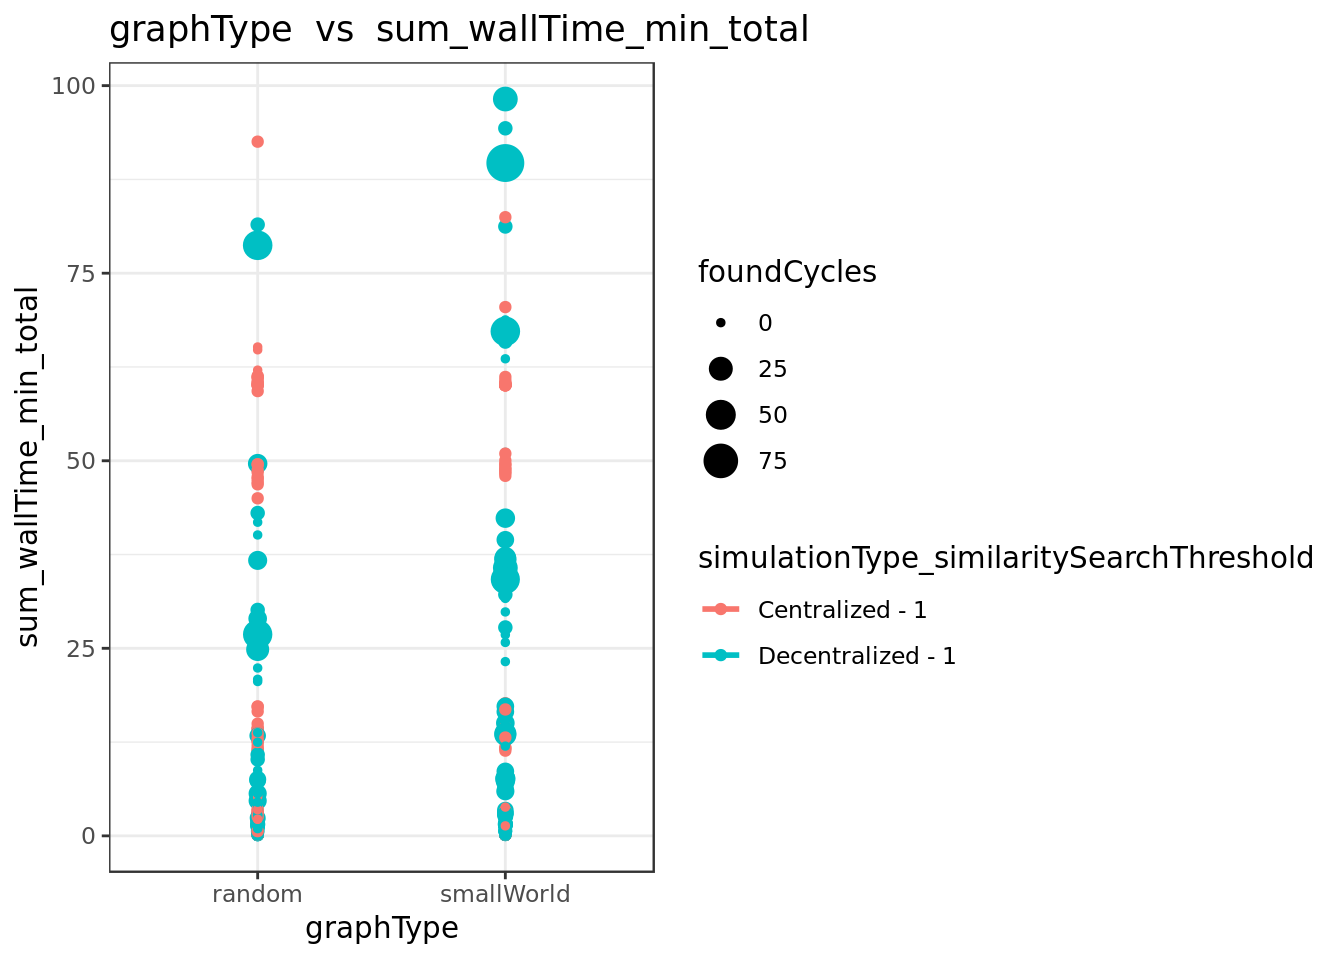 graphType vs sum_wallTime_min_total
sum_wallTime_min_total
100
75
50
25
0
random
smallWorld
graphType
foundCycles
0
25
50
75
simulationType_similaritySearchThreshold
Centralized - 1
Decentralized - 1